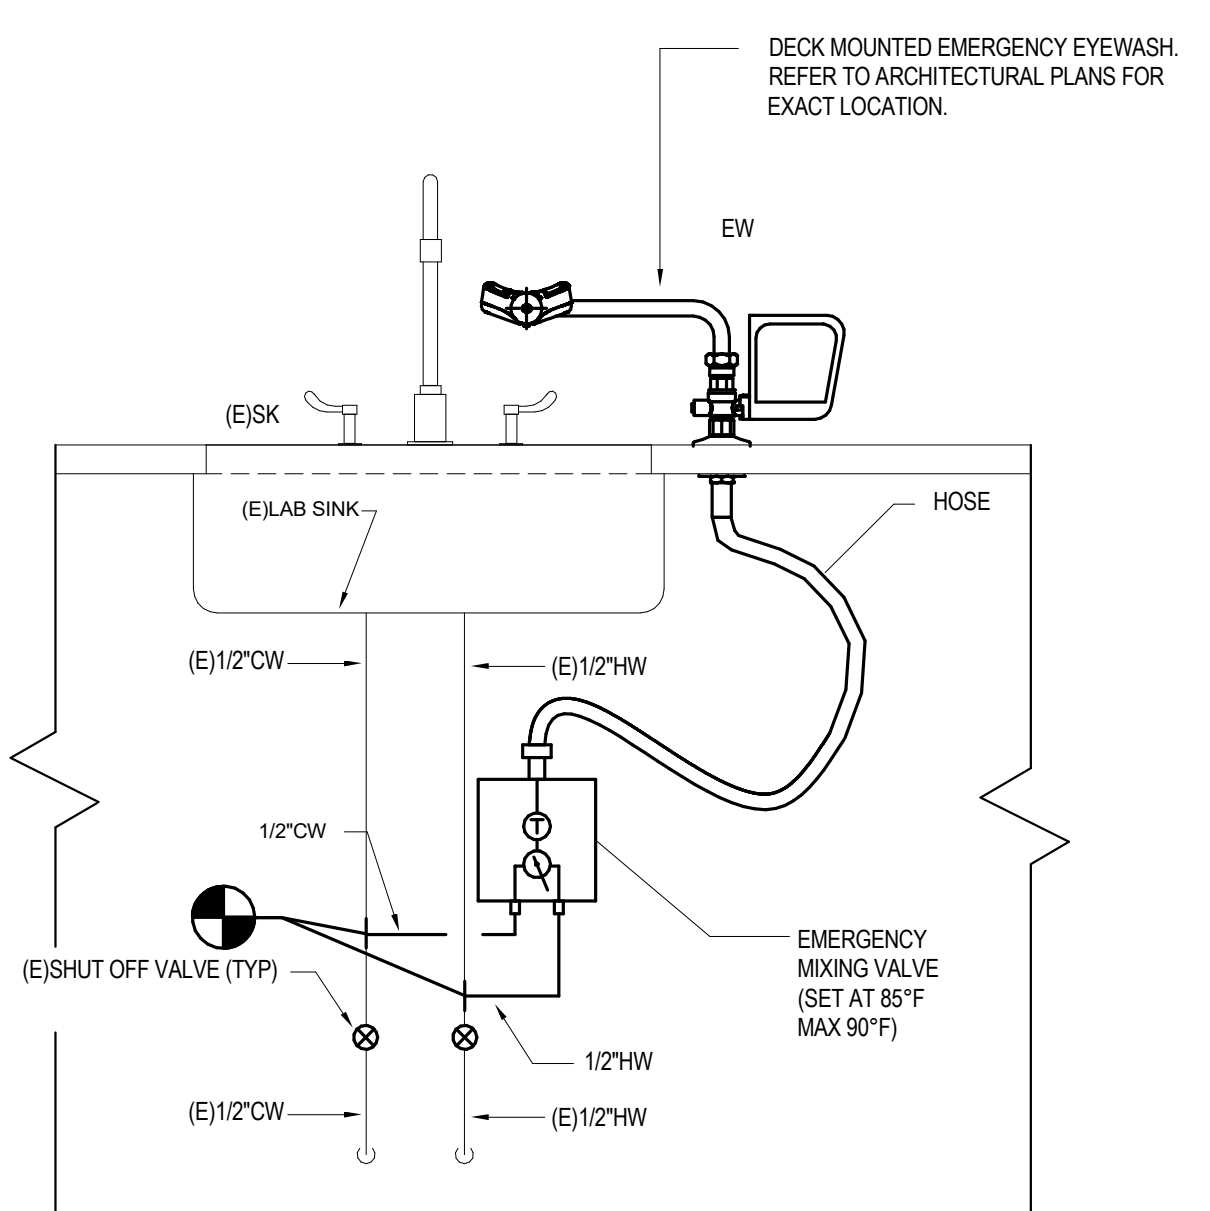 DECK MOUNTED EMERGENCY EYEWASH.
REFER TO ARCHITECTURAL PLANS FOR
EXACT LOCATION.
EW
(E)SK
(E)LAB SINK
HOSE
(E)1/2"CW
(E)1/2"HW
T
1/2"CW
EMERGENCY
MIXING VALVE
(SET AT 85°F
MAX 90°F)
(E)SHUT OFF VALVE (TYP)
1/2"HW
(E)1/2"CW
(E)1/2"HW